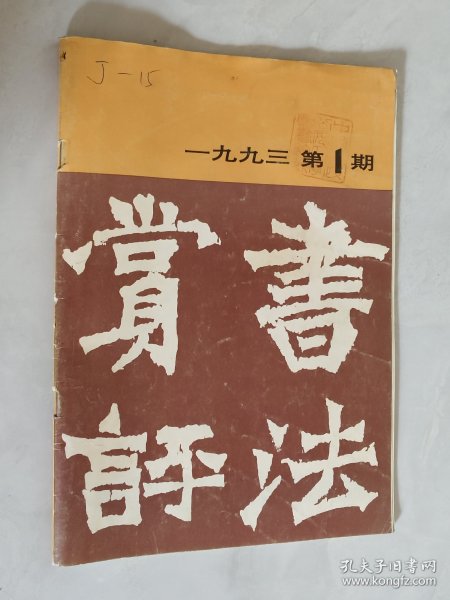 J-15
一九九三 第1期
書法
賞評
孔夫子旧书网
www.kongfz.com